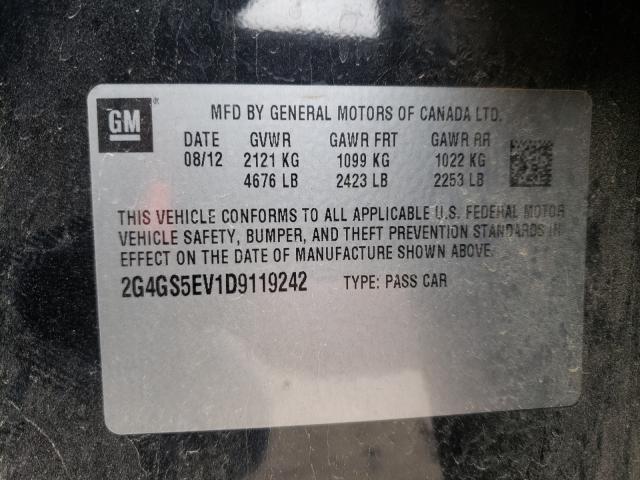 GM
MFD BY GENERAL MOTORS OF CANADA LTD.
DATE GVWR GAWR FRT GAWR RR
08/12 2121 KG 1099 KG 1022 KG
4676 LB 2423 LB 2253 LB
THIS VEHICLE CONFORMS TO ALL APPLICABLE U.S. FEDERAL MOTOR
VEHICLE SAFETY, BUMPER, AND THEFT PREVENTION STANDARDS IN
EFFECT ON THE DATE OF MANUFACTURE SHOWN ABOVE.
2G4GS5EV1D9119242 TYPE: PASS CAR